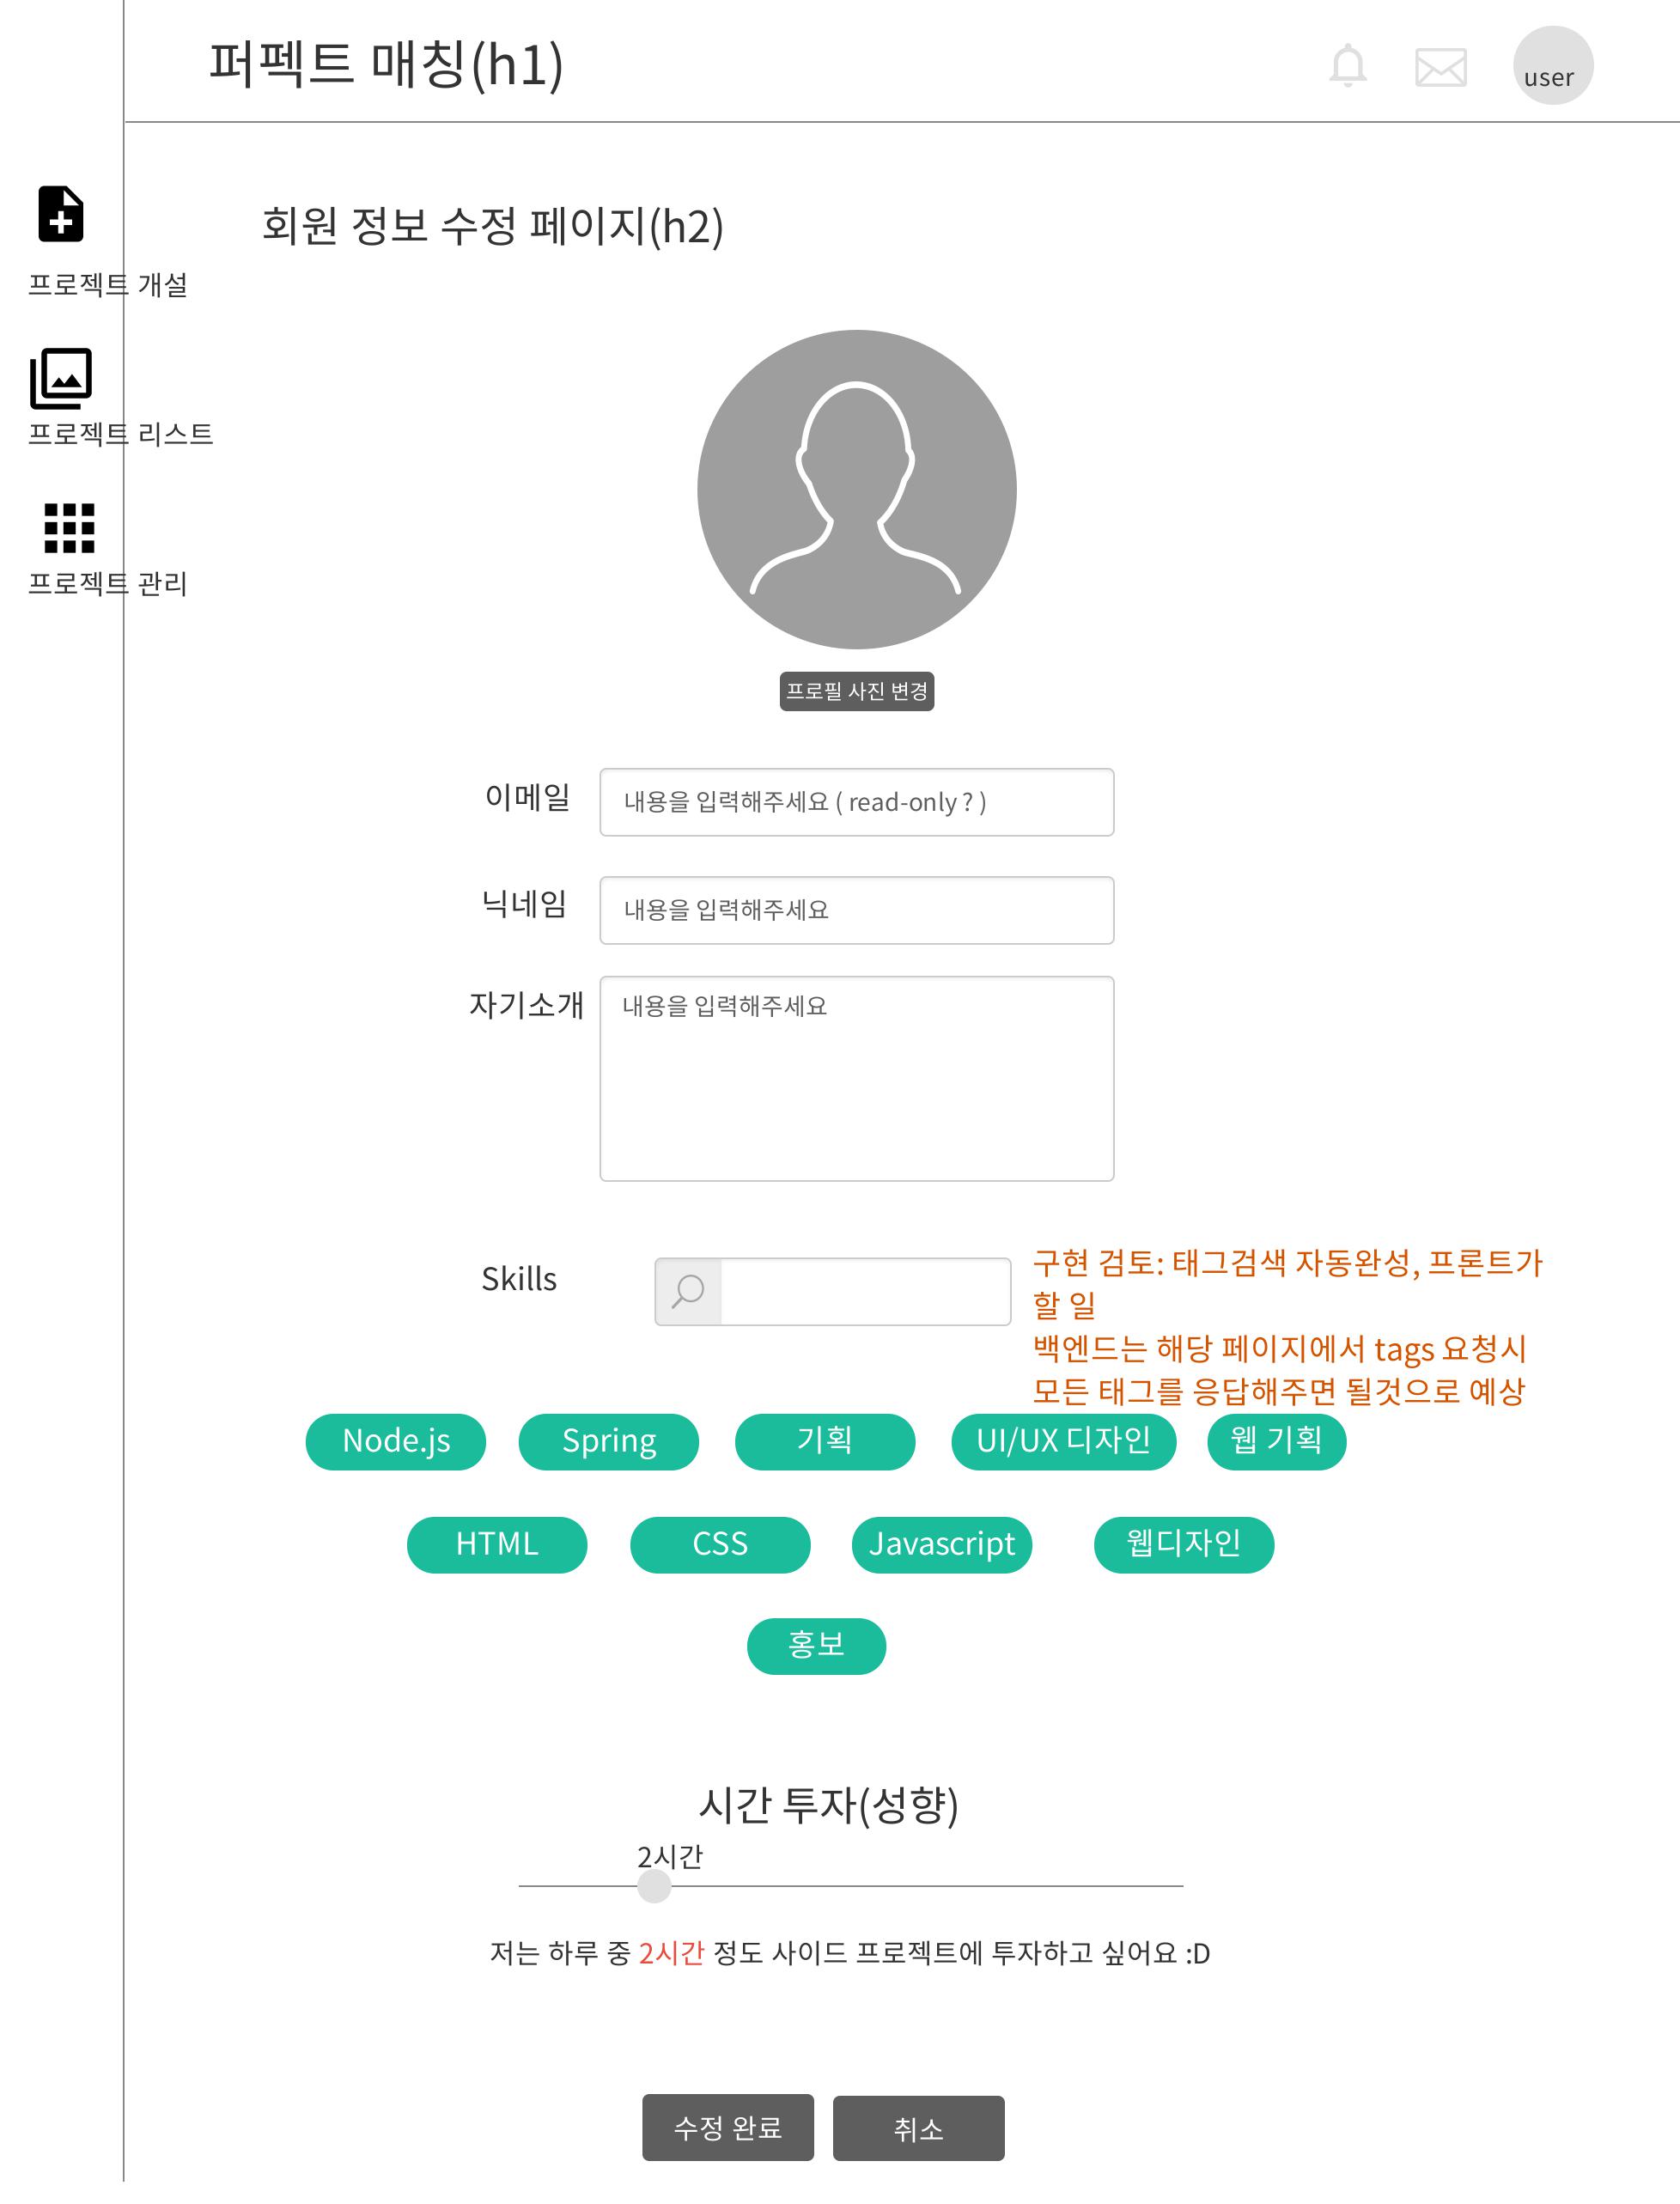 퍼펙트 매칭(h1)
user
프로젝트 개설
프로젝트 리스트
프로젝트 관리
회원 정보 수정 페이지(h2)
프로필 사진 변경
이메일
내용을 입력해주세요 ( read-only ? )
닉네임
내용을 입력해주세요
자기소개
내용을 입력해주세요
Skills
구현 검토: 태그검색 자동완성, 프론트가
할 일
백엔드는 해당 페이지에서 tags 요청시
모든 태그를 응답해주면 될것으로 예상
Node.js Spring 기획 UI/UX 디자인 웹 기획
HTML CSS Javascript 웹디자인
홍보
시간 투자(성향)
2시간
저는 하루 중 2시간 정도 사이드 프로젝트에 투자하고 싶어요 :D
수정 완료 취소